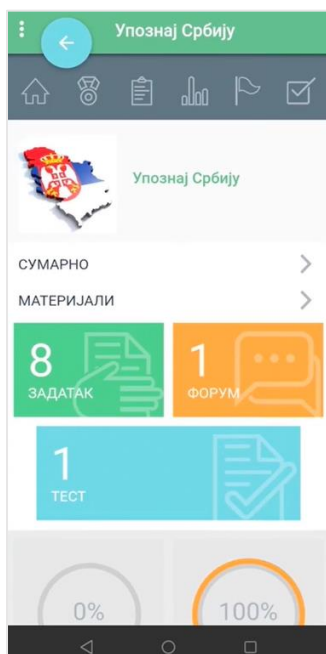 Упознај Србију
Упознај Србију
СУМАРНО
МАТЕРИЈАЛИ
8
ЗАДАТАК
1
ФОРУМ
1
ТЕСТ
0%
100%